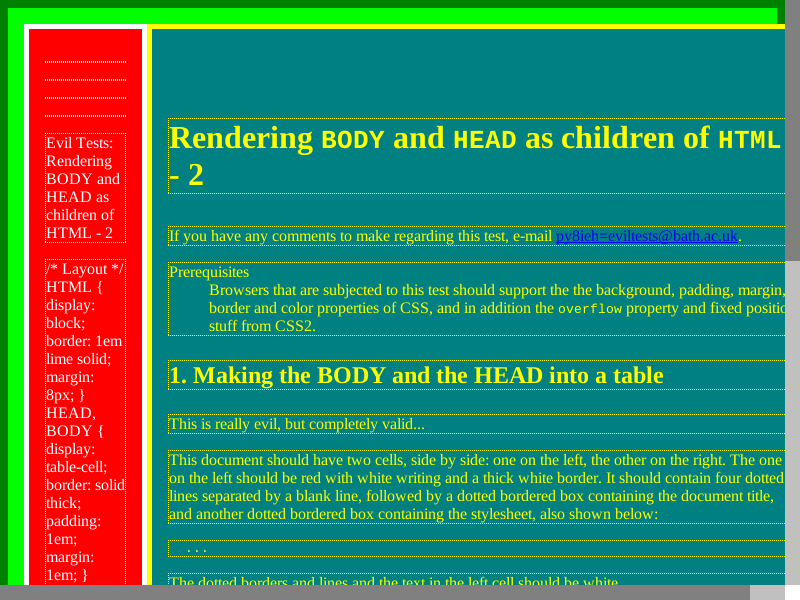 Evil Tests:
Rendering
BODY and
HEAD as
children of
HTML - 2
/* Layout */
HTML {
display:
block;
border: 1em
lime solid;
margin:
8px; }
HEAD,
BODY {
display:
table-cell;
border: solid
thick;
padding:
1em;
margin:
1em; }
Rendering BODY and HEAD as children of HTML
- 2
If you have any comments to make regarding this test, e-mail py8ieh=eviltests@bath.ac.uk.
Prerequisites
Browsers that are subjected to this test should support the the background, padding, margin,
border and color properties of CSS, and in addition the overflow property and fixed positio
stuff from CSS2.
1. Making the BODY and the HEAD into a table
This is really evil, but completely valid...
This document should have two cells, side by side: one on the left, the other on the right. The one
on the left should be red with white writing and a thick white border. It should contain four dotted
lines separated by a blank line, followed by a dotted bordered box containing the document title,
and another dotted bordered box containing the stylesheet, also shown below:
. . .
The dotted borders and lines and the text in the left cell should be white.